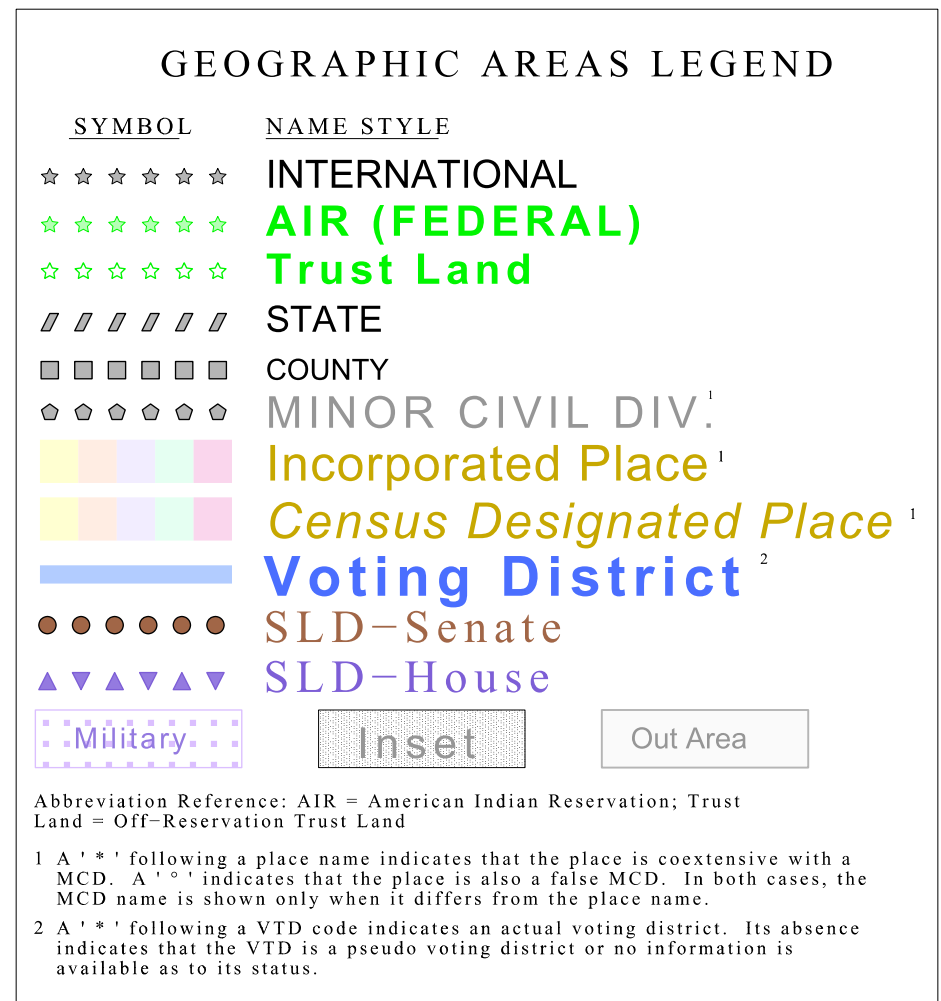 GEOGRAPHIC AREAS LEGEND
SYMBOL NAME STYLE
INTERNATIONAL
AIR (FEDERAL)
Trust Land
STATE
COUNTY
MINOR CIVIL DIV. 1
Incorporated Place 1
Census Designated Place 1
Voting District 2
SLD−Senate
SLD−House
Military Inset Out Area
Abbreviation Reference: AIR = American Indian Reservation; Trust
Land = Off−Reservation Trust Land
1 A ' * ' following a place name indicates that the place is coextensive with a
MCD. A ' ° ' indicates that the place is also a false MCD. In both cases, the
MCD name is shown only when it differs from the place name.
2 A ' * ' following a VTD code indicates an actual voting district. Its absence
indicates that the VTD is a pseudo voting district or no information is
available as to its status.